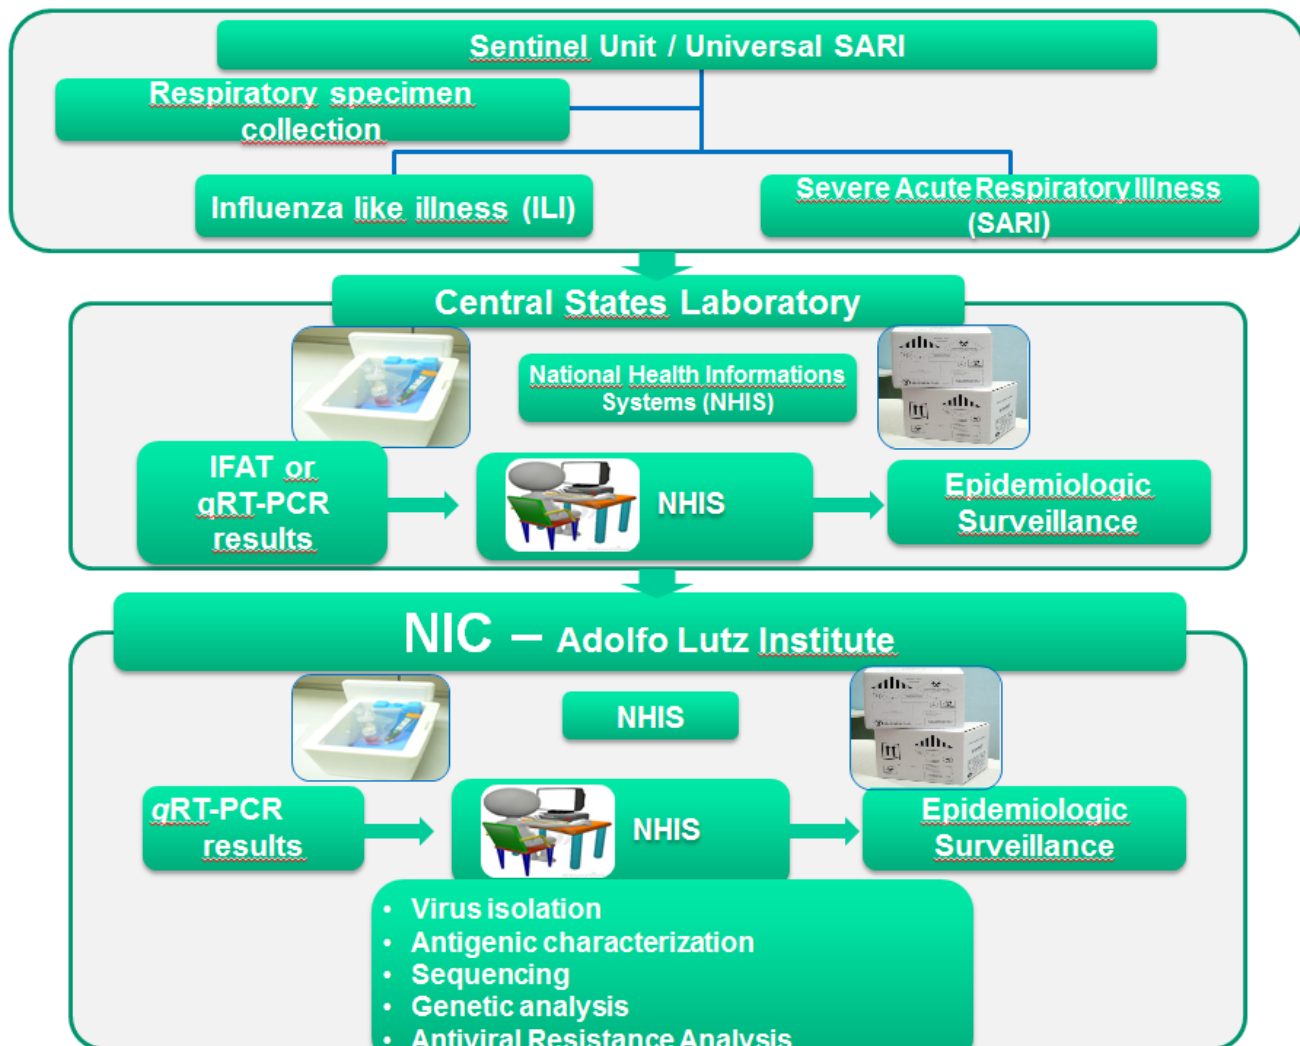 Sentinel Unit / Universal SARI
Respiratory specimen
collection
Influenza like illness (ILI)
Severe Acute Respiratory Illness
(SARI)
Central States Laboratory
National Health Informations
Systems (NHIS)
IFAT or
qRT-PCR
results
NHIS
Epidemiologic
Surveillance
NIC – Adolfo Lutz Institute
NHIS
qRT-PCR
results
NHIS
Epidemiologic
Surveillance
• Virus isolation
• Antigenic characterization
• Sequencing
• Genetic analysis
• Antiviral Resistance Analysis